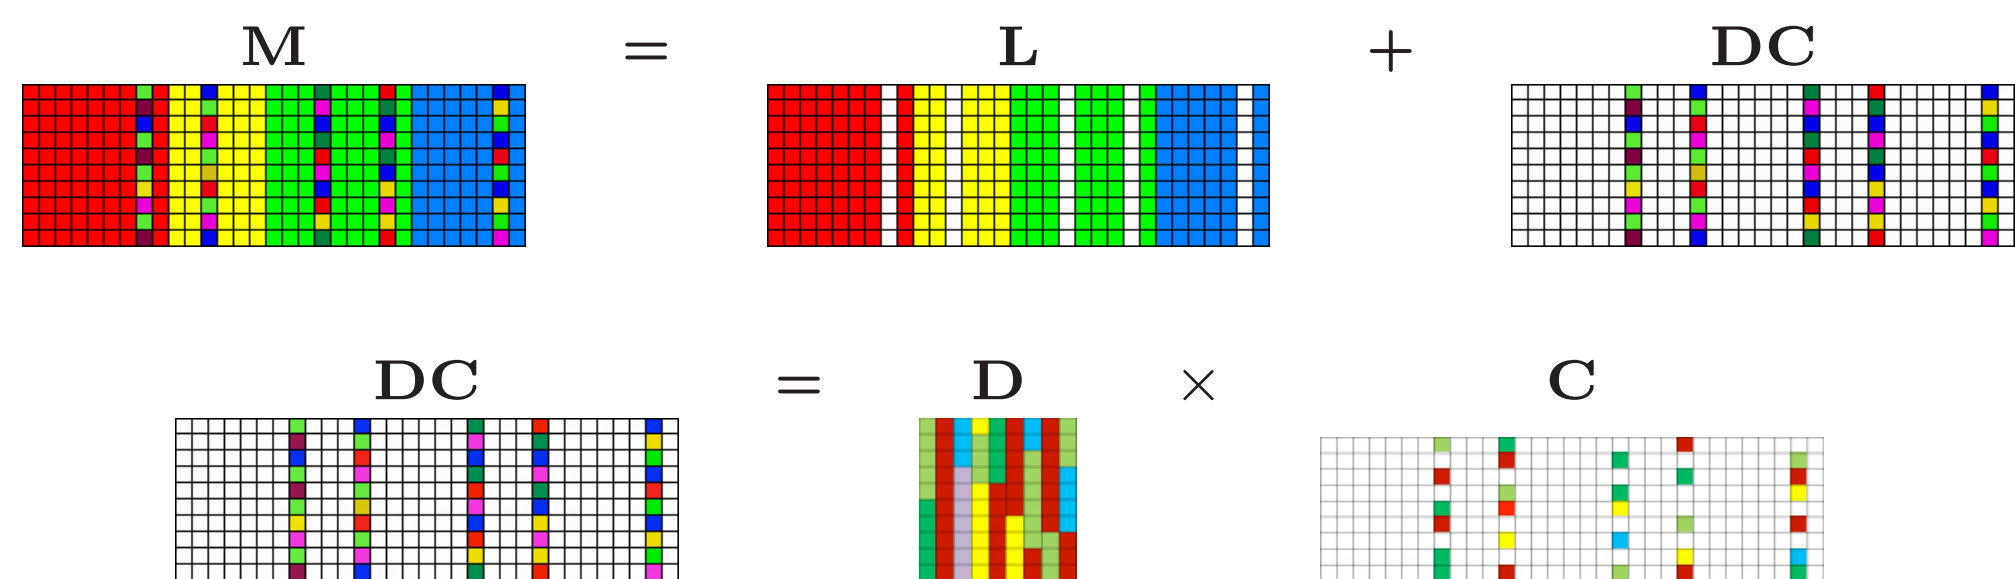 M = L + DC
DC = D × C